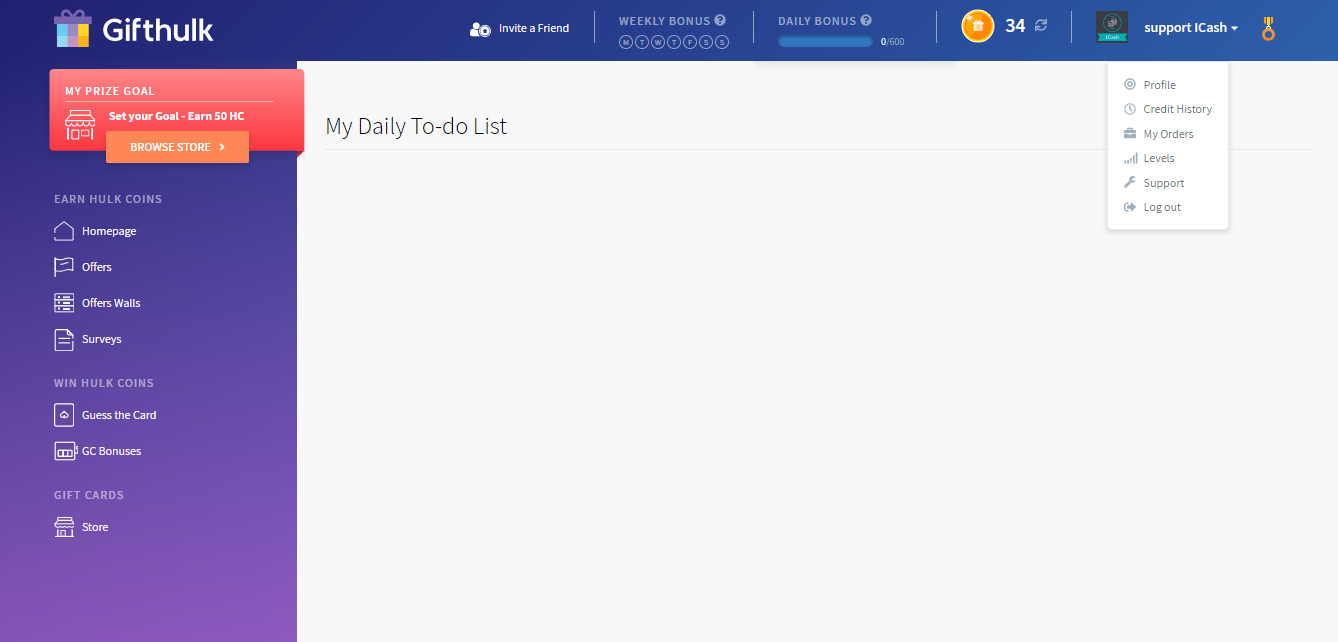 Gifthulk
Invite a Friend
WEEKLY BONUS ?
M T W T F S S
DAILY BONUS ?
0/600
34
ICash
support ICash
Profile
Credit History
My Orders
Levels
Support
Log out
MY PRIZE GOAL
Set your Goal - Earn 50 HC
BROWSE STORE
EARN HULK COINS
Homepage
Offers
Offers Walls
Surveys
WIN HULK COINS
Guess the Card
GC Bonuses
GIFT CARDS
Store
My Daily To-do List